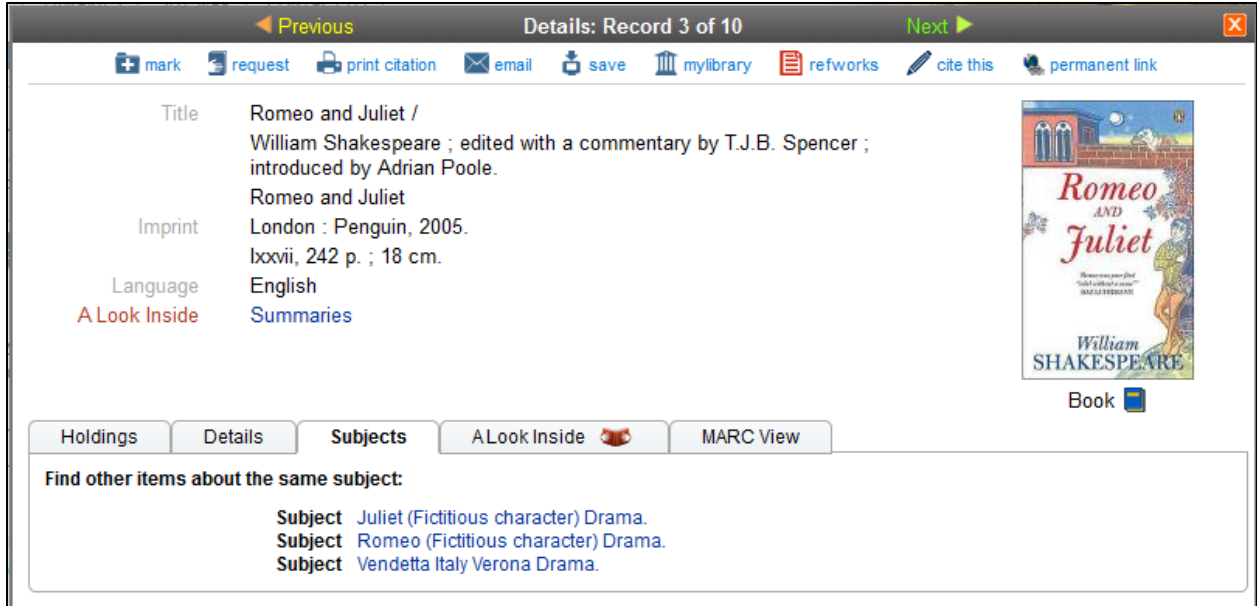 Previous Details: Record 3 of 10 Next
mark request print citation email save mylibrary refworks cite this permanent link
Title Romeo and Juliet /
William Shakespeare ; edited with a commentary by T.J.B. Spencer ;
introduced by Adrian Poole.
Romeo and Juliet
Imprint London : Penguin, 2005.
lxxvii, 242 p. ; 18 cm.
Language English
A Look Inside Summaries
Romeo
AND
Juliet
William
SHAKESPEARE
Book
Holdings Details Subjects A Look Inside MARC View
Find other items about the same subject:
Subject Juliet (Fictitious character) Drama.
Subject Romeo (Fictitious character) Drama.
Subject Vendetta Italy Verona Drama.